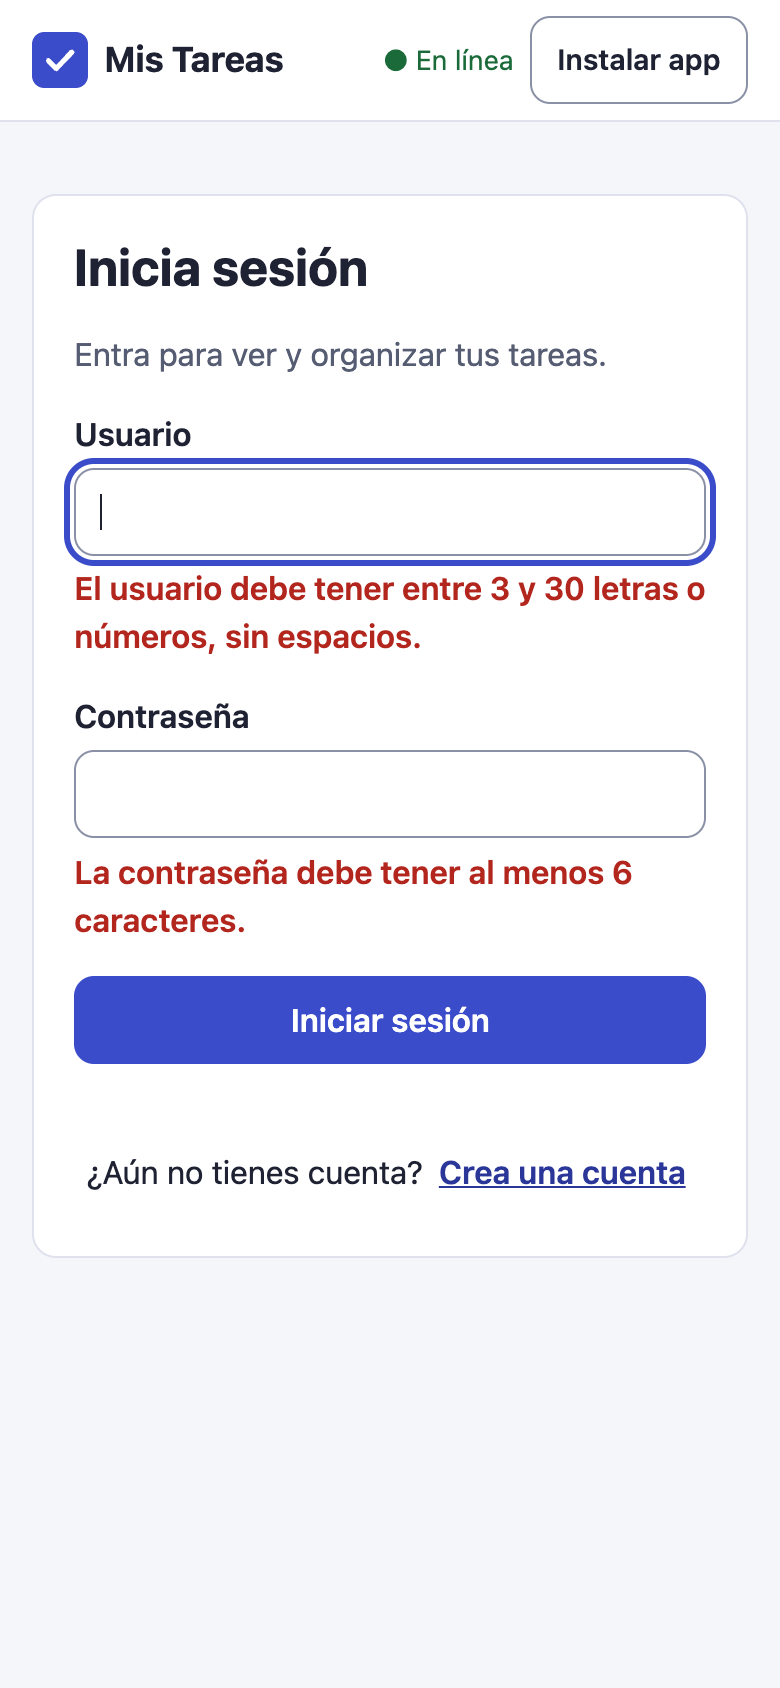 Mis Tareas
En línea
Instalar app
Inicia sesión
Entra para ver y organizar tus tareas.
Usuario
El usuario debe tener entre 3 y 30 letras o
números, sin espacios.
Contraseña
La contraseña debe tener al menos 6
caracteres.
Iniciar sesión
¿Aún no tienes cuenta? Crea una cuenta